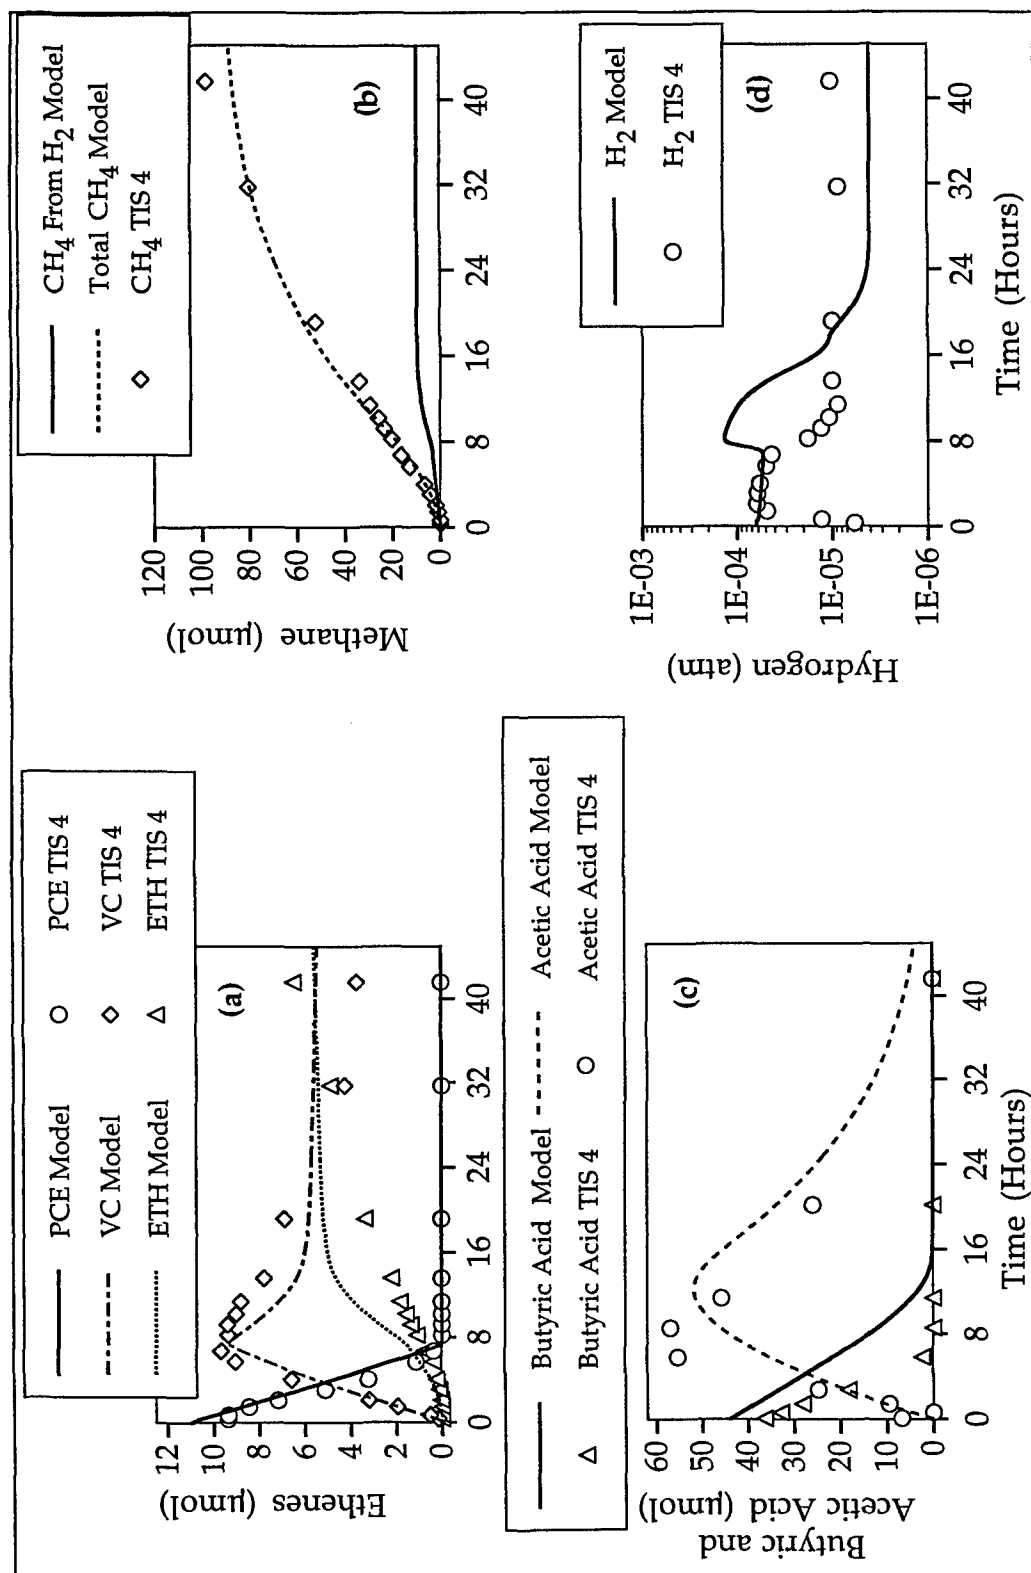 PCE Model PCE TIS 4
VC Model VC TIS 4
ETH Model ETH TIS 4
(a)
12
10
8
6
4
2
0
Ethenes (µmol)
0 8 16 24 32 40
CH4 From H2 Model
Total CH4 Model
CH4 TIS 4
(b)
120
100
80
60
40
20
0
Methane (µmol)
0 8 16 24 32 40
Butyric Acid Model Acetic Acid Model
Butyric Acid TIS 4 Acetic Acid TIS 4
(c)
60
50
40
30
20
10
0
Butyric and
Acetic Acid (µmol)
0 8 16 24 32 40
Time (Hours)
H2 Model
H2 TIS 4
(d)
1E-03
1E-04
1E-05
1E-06
Hydrogen (atm)
0 8 16 24 32 40
Time (Hours)